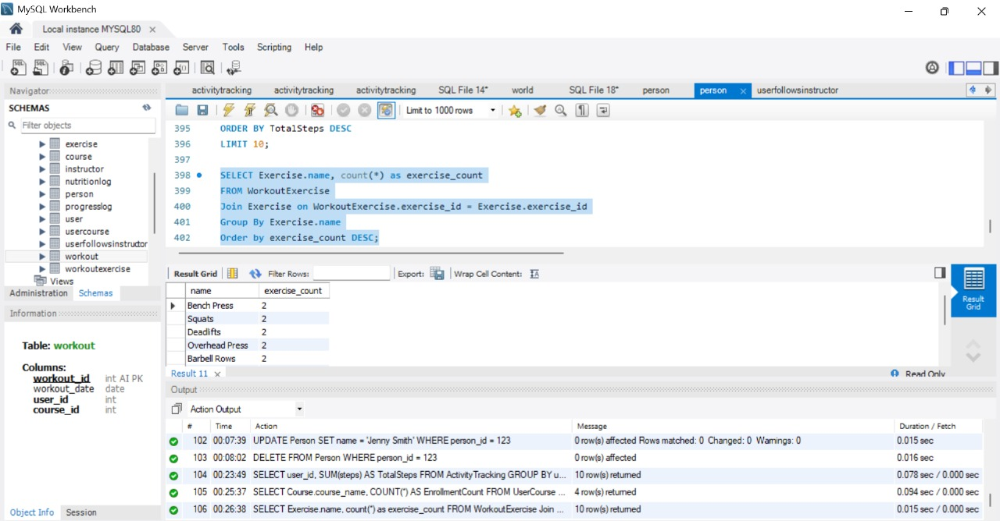 MySQL Workbench
Local instance MYSQL80 ×
File Edit View Query Database Server Tools Scripting Help
Navigator
SCHEMAS
Filter objects
exercise
course
instructor
nutritionlog
person
progresslog
user
usercourse
userfollowsinstructor
workout
workoutexercise
Views
Administration Schemas
Information
Table: workout
Columns:
workout_id int AI PK
workout_date date
user_id int
course_id int
Object Info Session
activitytracking activitytracking activitytracking SQL File 14* world SQL File 18* person person × userfollowsinstructor
Limit to 1000 rows
395 ORDER BY TotalSteps DESC
396 LIMIT 10;
397
398 SELECT Exercise.name, count(*) as exercise_count
399 FROM WorkoutExercise
400 Join Exercise on WorkoutExercise.exercise_id = Exercise.exercise_id
401 Group By Exercise.name
402 Order by exercise_count DESC;
Result Grid Filter Rows: Export: Wrap Cell Content:
name exercise_count
Bench Press 2
Squats 2
Deadlifts 2
Overhead Press 2
Barbell Rows 2
Result Grid
Result 11 × Read Only
Output
Action Output
# Time Action Message Duration / Fetch
102 00:07:39 UPDATE Person SET name = 'Jenny Smith' WHERE person_id = 123 0 row(s) affected Rows matched: 0 Changed: 0 Warnings: 0 0.015 sec
103 00:08:02 DELETE FROM Person WHERE person_id = 123 0 row(s) affected 0.016 sec
104 00:23:49 SELECT user_id, SUM(steps) AS TotalSteps FROM ActivityTracking GROUP BY u... 10 row(s) returned 0.078 sec / 0.000 sec
105 00:25:37 SELECT Course.course_name, COUNT(*) AS EnrollmentCount FROM UserCourse ... 4 row(s) returned 0.094 sec / 0.000 sec
106 00:26:38 SELECT Exercise.name, count(*) as exercise_count FROM WorkoutExercise Join ... 10 row(s) returned 0.015 sec / 0.000 sec